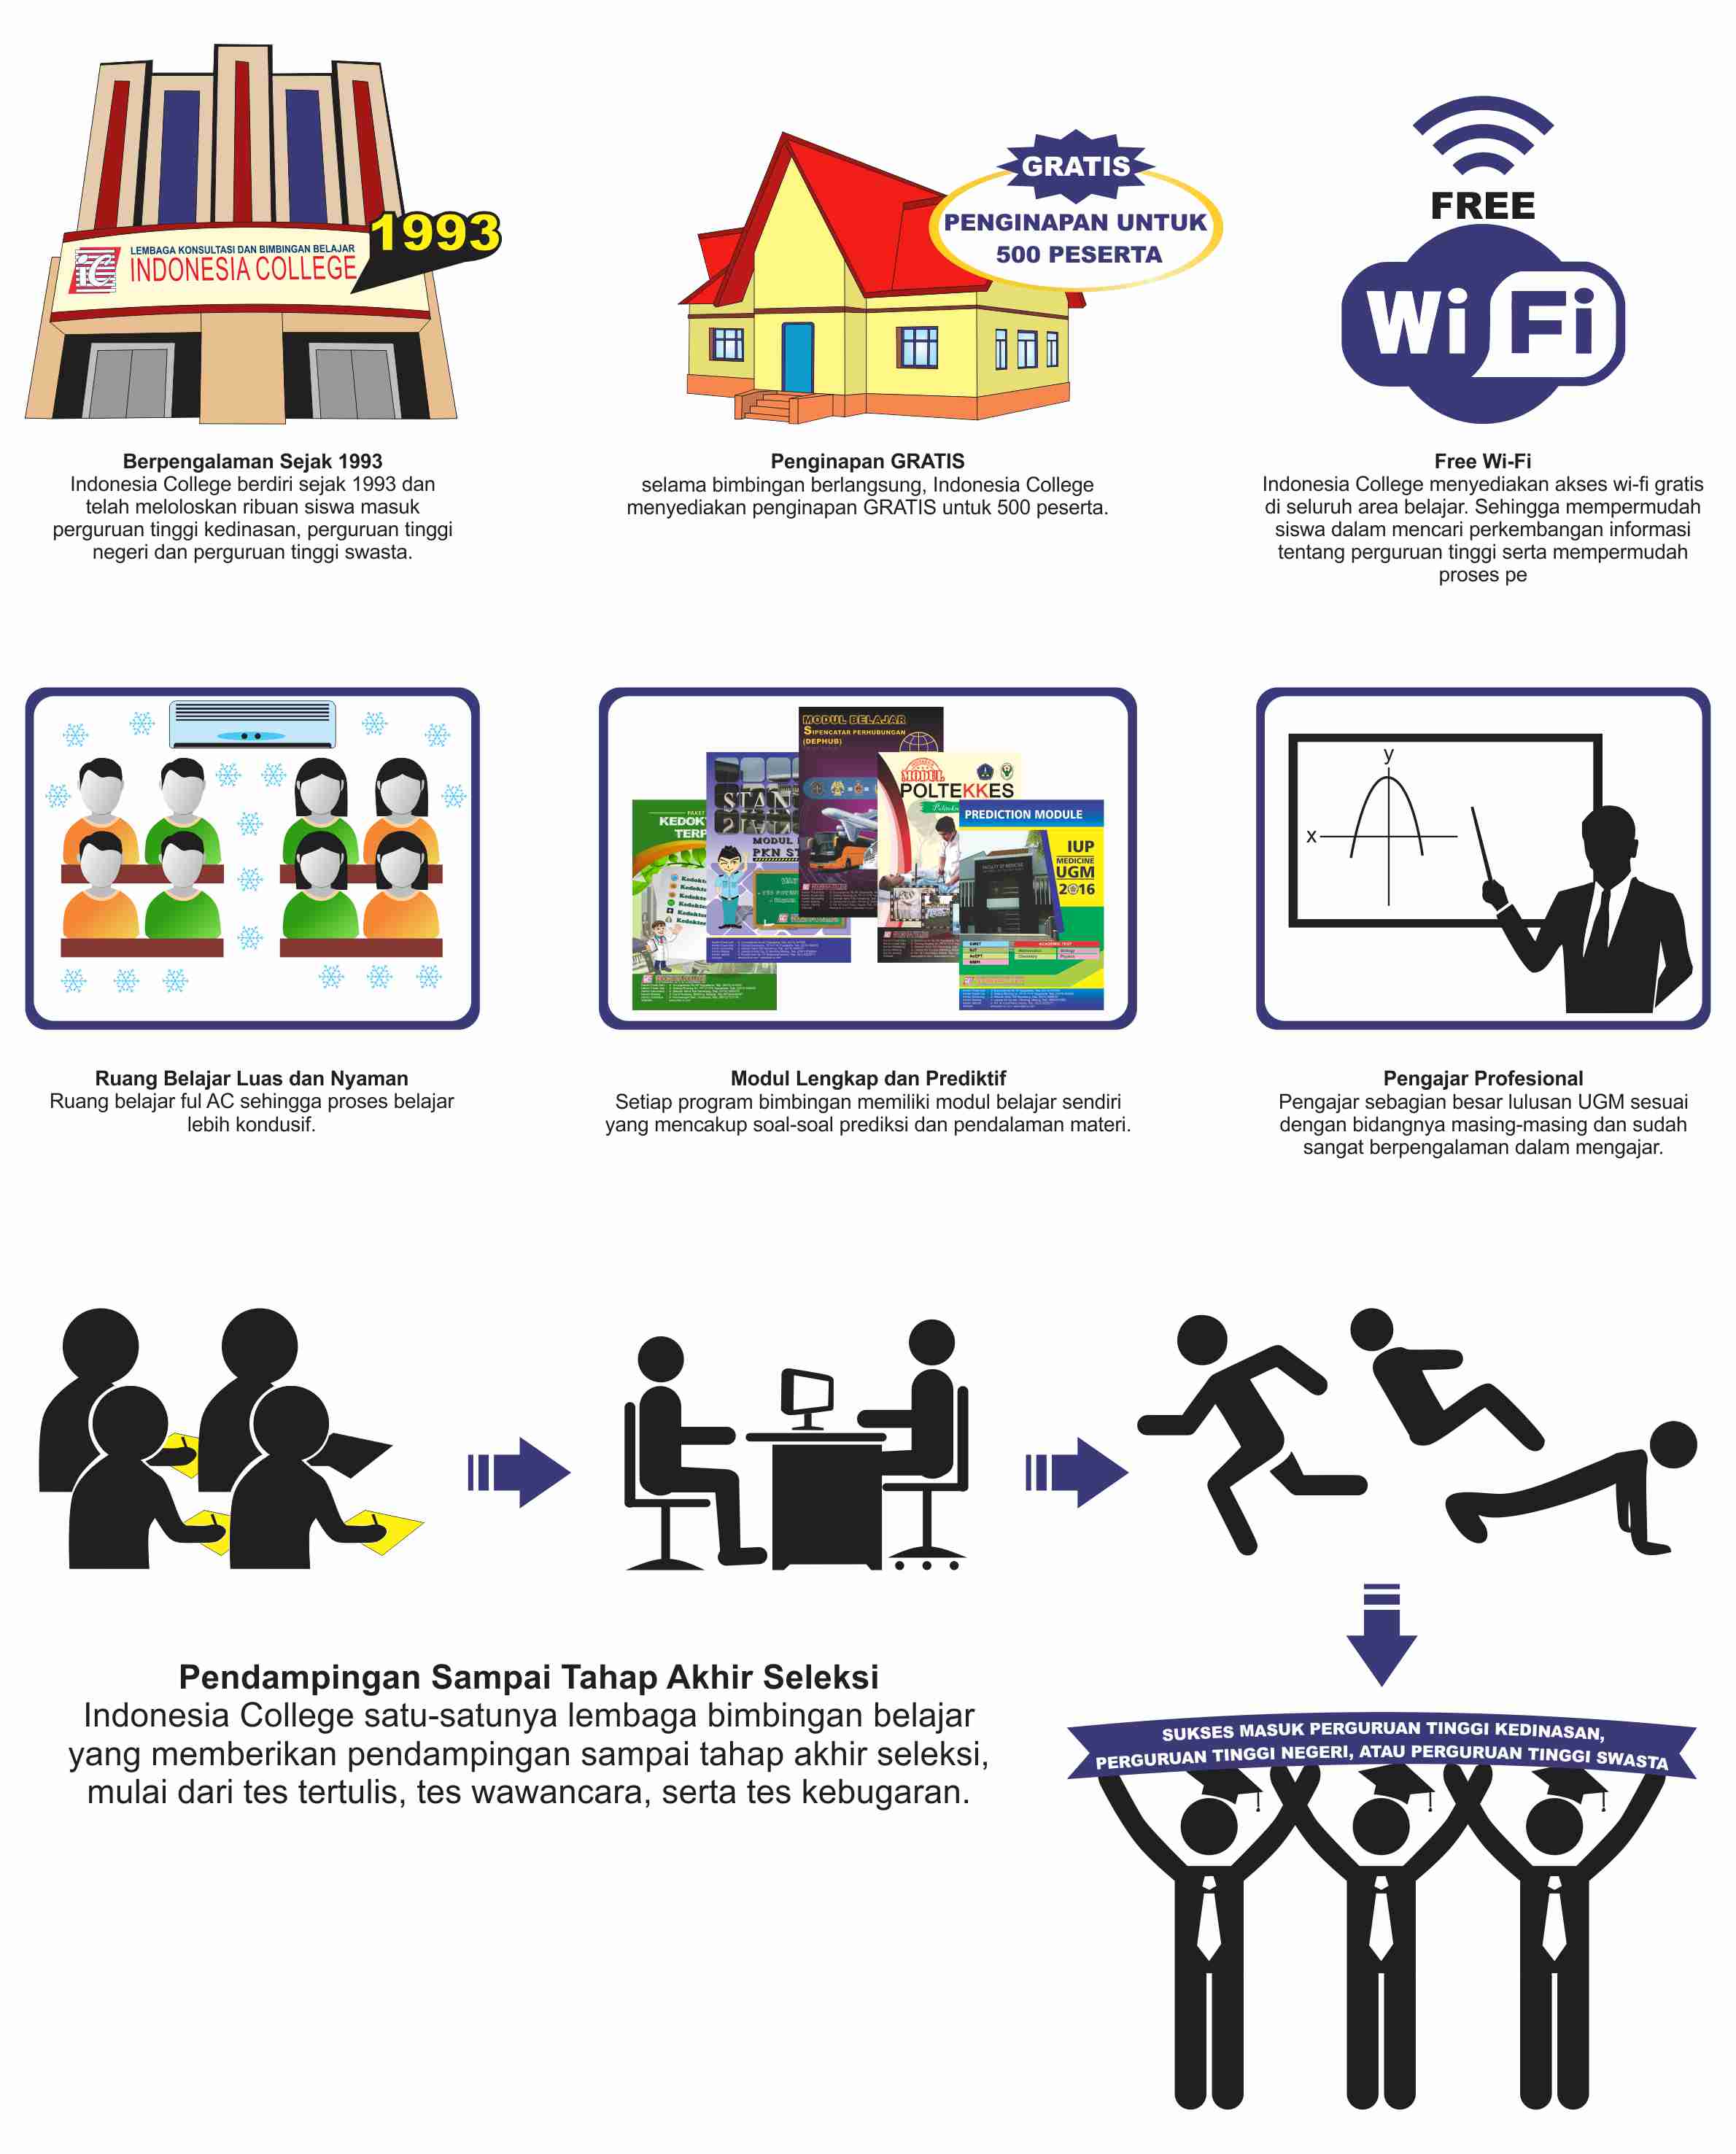 LEMBAGA KONSULTASI DAN BIMBINGAN BELAJAR
iC INDONESIA COLLEGE
1993
GRATIS
PENGINAPAN UNTUK
500 PESERTA
FREE
Wi Fi
Berpengalaman Sejak 1993
Indonesia College berdiri sejak 1993 dan
telah meloloskan ribuan siswa masuk
perguruan tinggi kedinasan, perguruan tinggi
negeri dan perguruan tinggi swasta.
Penginapan GRATIS
selama bimbingan berlangsung, Indonesia College
menyediakan penginapan GRATIS untuk 500 peserta.
Free Wi-Fi
Indonesia College menyediakan akses wi-fi gratis
di seluruh area belajar. Sehingga mempermudah
siswa dalam mencari perkembangan informasi
tentang perguruan tinggi serta mempermudah
proses pe
PAKET
KEDOK
TERP
STAN
MODUL
PKN ST
MODUL BELAJAR
SIPENCATAR PERHUBUNGAN
(DEPHUB)
MODUL
POLTEKKES
PREDICTION MODULE
IUP
MEDICINE
UGM
2016
y
x
Ruang Belajar Luas dan Nyaman
Ruang belajar ful AC sehingga proses belajar
lebih kondusif.
Modul Lengkap dan Prediktif
Setiap program bimbingan memiliki modul belajar sendiri
yang mencakup soal-soal prediksi dan pendalaman materi.
Pengajar Profesional
Pengajar sebagian besar lulusan UGM sesuai
dengan bidangnya masing-masing dan sudah
sangat berpengalaman dalam mengajar.
Pendampingan Sampai Tahap Akhir Seleksi
Indonesia College satu-satunya lembaga bimbingan belajar
yang memberikan pendampingan sampai tahap akhir seleksi,
mulai dari tes tertulis, tes wawancara, serta tes kebugaran.
SUKSES MASUK PERGURUAN TINGGI KEDINASAN,
PERGURUAN TINGGI NEGERI, ATAU PERGURUAN TINGGI SWASTA